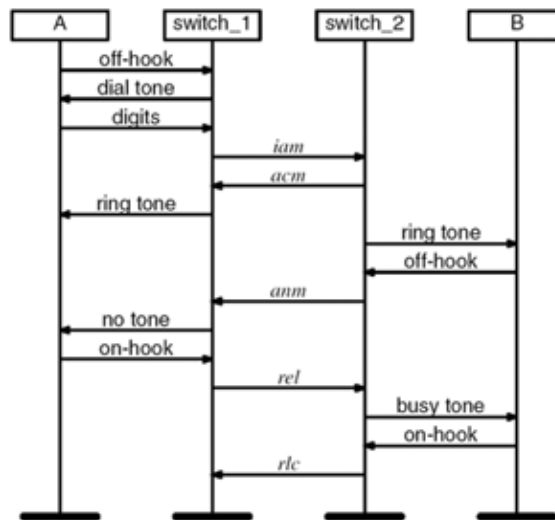 A switch_1 switch_2 B
off-hook
dial tone
digits
iam
acm
ring tone
ring tone
off-hook
anm
no tone
on-hook
rel
busy tone
on-hook
rlc